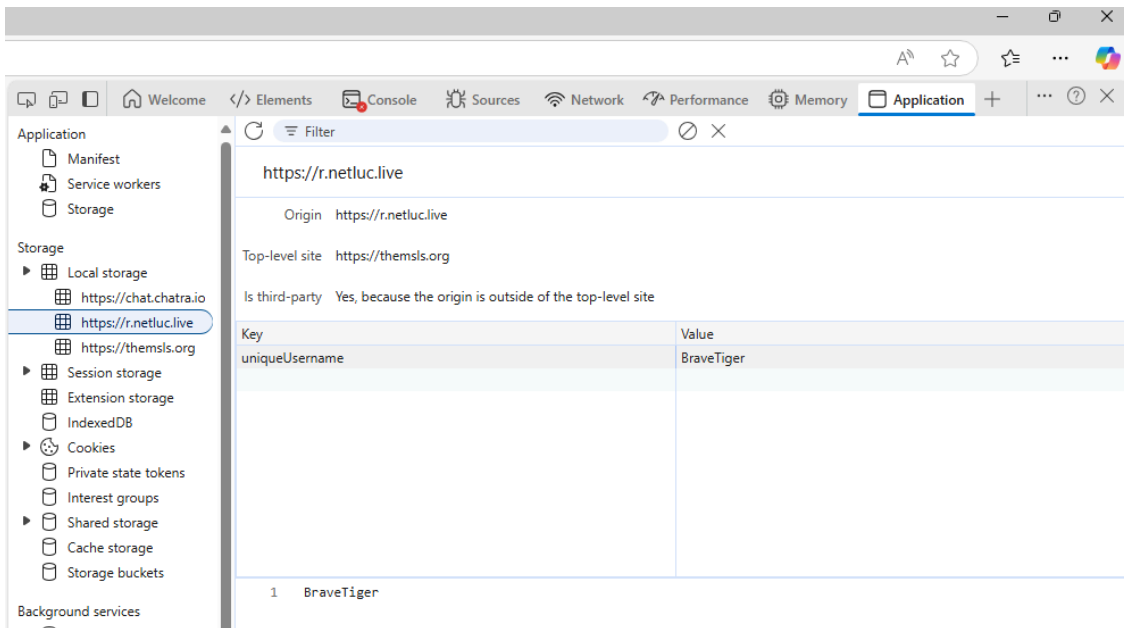 Welcome </> Elements Console Sources Network Performance Memory Application
Filter
Application
Manifest
Service workers
Storage
Storage
Local storage
https://chat.chatra.io
https://r.netluc.live
https://themsls.org
Session storage
Extension storage
IndexedDB
Cookies
Private state tokens
Interest groups
Shared storage
Cache storage
Storage buckets
Background services
https://r.netluc.live
Origin https://r.netluc.live
Top-level site https://themsls.org
Is third-party Yes, because the origin is outside of the top-level site
Key Value
uniqueUsername BraveTiger
1 BraveTiger